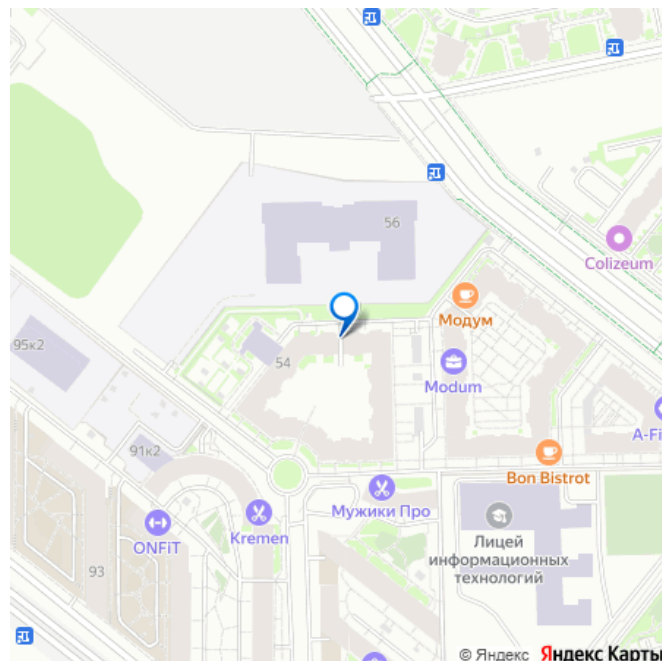 56
Colizeum
Модум
95к2
54
Modum
A-Fi
91к2
Bon Bistrot
Мужики Про
Kremen
ONFiT
Лицей
информационных
технологий
93
© Яндекс Яндекс Карты